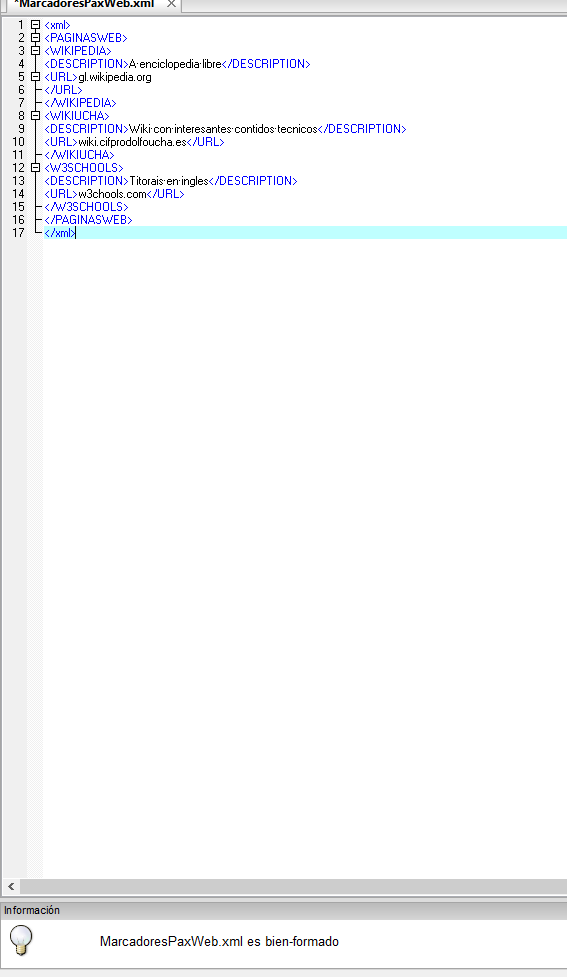 *MarcadoresPaxWeb.xml
1 <xml>
2 <PAGINASWEB>
3 <WIKIPEDIA>
4 <DESCRIPTION>A·enciclopedia·libre</DESCRIPTION>
5 <URL>gl.wikipedia.org
6 </URL>
7 </WIKIPEDIA>
8 <WIKIUCHA>
9 <DESCRIPTION>Wiki·con·interesantes·contidos·tecnicos</DESCRIPTION>
10 <URL>wiki.cifprodolfoucha.es</URL>
11 </WIKIUCHA>
12 <W3SCHOOLS>
13 <DESCRIPTION>Titorais·en·ingles</DESCRIPTION>
14 <URL>w3chools.com</URL>
15 </W3SCHOOLS>
16 </PAGINASWEB>
17 </xml>
Información
MarcadoresPaxWeb.xml es bien-formado